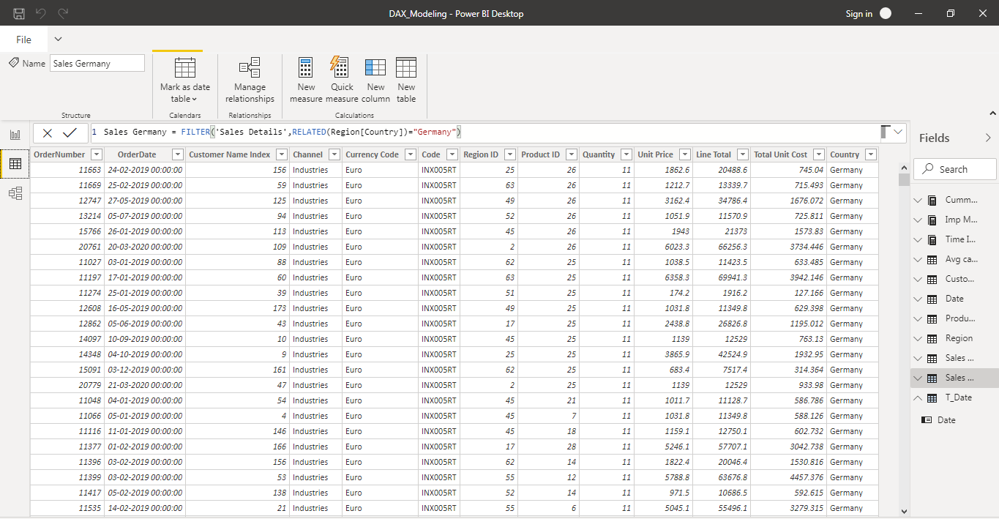 DAX_Modeling - Power BI Desktop
Sign in
File
Name Sales Germany
Mark as date table
Manage relationships
New measure
Quick measure
New column
New table
Structure
Calendars
Relationships
Calculations
1 Sales Germany = FILTER('Sales Details',RELATED(Region[Country])="Germany")
OrderNumber OrderDate Customer Name Index Channel Currency Code Code Region ID Product ID Quantity Unit Price Line Total Total Unit Cost Country
11663 24-02-2019 00:00:00 156 Industries Euro INX005RT 25 26 11 1862.6 20488.6 745.04 Germany
11669 25-02-2019 00:00:00 59 Industries Euro INX005RT 63 26 11 1212.7 13339.7 715.493 Germany
12747 27-05-2019 00:00:00 125 Industries Euro INX005RT 49 26 11 3162.4 34786.4 1676.072 Germany
13214 05-07-2019 00:00:00 94 Industries Euro INX005RT 52 26 11 1051.9 11570.9 725.811 Germany
15766 26-01-2019 00:00:00 113 Industries Euro INX005RT 45 26 11 1943 21373 1573.83 Germany
20761 20-03-2020 00:00:00 109 Industries Euro INX005RT 2 26 11 6023.3 66256.3 3734.446 Germany
11027 03-01-2019 00:00:00 88 Industries Euro INX005RT 62 25 11 1038.5 11423.5 633.485 Germany
11197 17-01-2019 00:00:00 60 Industries Euro INX005RT 63 25 11 6358.3 69941.3 3942.146 Germany
11274 25-01-2019 00:00:00 39 Industries Euro INX005RT 51 25 11 174.2 1916.2 127.166 Germany
12608 16-05-2019 00:00:00 173 Industries Euro INX005RT 49 25 11 1031.8 11349.8 629.398 Germany
12862 05-06-2019 00:00:00 43 Industries Euro INX005RT 17 25 11 2438.8 26826.8 1195.012 Germany
14097 10-09-2019 00:00:00 10 Industries Euro INX005RT 45 25 11 1139 12529 763.13 Germany
14348 04-10-2019 00:00:00 9 Industries Euro INX005RT 25 25 11 3865.9 42524.9 1932.95 Germany
15091 03-12-2019 00:00:00 161 Industries Euro INX005RT 62 25 11 683.4 7517.4 314.364 Germany
20779 21-03-2020 00:00:00 47 Industries Euro INX005RT 2 25 11 1139 12529 933.98 Germany
11048 04-01-2019 00:00:00 54 Industries Euro INX005RT 45 21 11 1011.7 11128.7 586.786 Germany
11066 05-01-2019 00:00:00 4 Industries Euro INX005RT 45 7 11 1031.8 11349.8 588.126 Germany
11116 11-01-2019 00:00:00 146 Industries Euro INX005RT 45 18 11 1159.1 12750.1 602.732 Germany
11377 01-02-2019 00:00:00 166 Industries Euro INX005RT 17 28 11 5246.1 57707.1 3042.738 Germany
11396 03-02-2019 00:00:00 156 Industries Euro INX005RT 62 14 11 1822.4 20046.4 1530.816 Germany
11399 03-02-2019 00:00:00 53 Industries Euro INX005RT 55 12 11 5788.8 63676.8 4457.376 Germany
11417 05-02-2019 00:00:00 138 Industries Euro INX005RT 52 14 11 971.5 10686.5 592.615 Germany
11535 14-02-2019 00:00:00 21 Industries Euro INX005RT 55 6 11 5045.1 55496.1 3279.315 Germany
Fields
Search
Cumm...
Imp M...
Time I...
Avg ca...
Custo...
Date
Produ...
Region
Sales ...
Sales ...
T_Date
Date